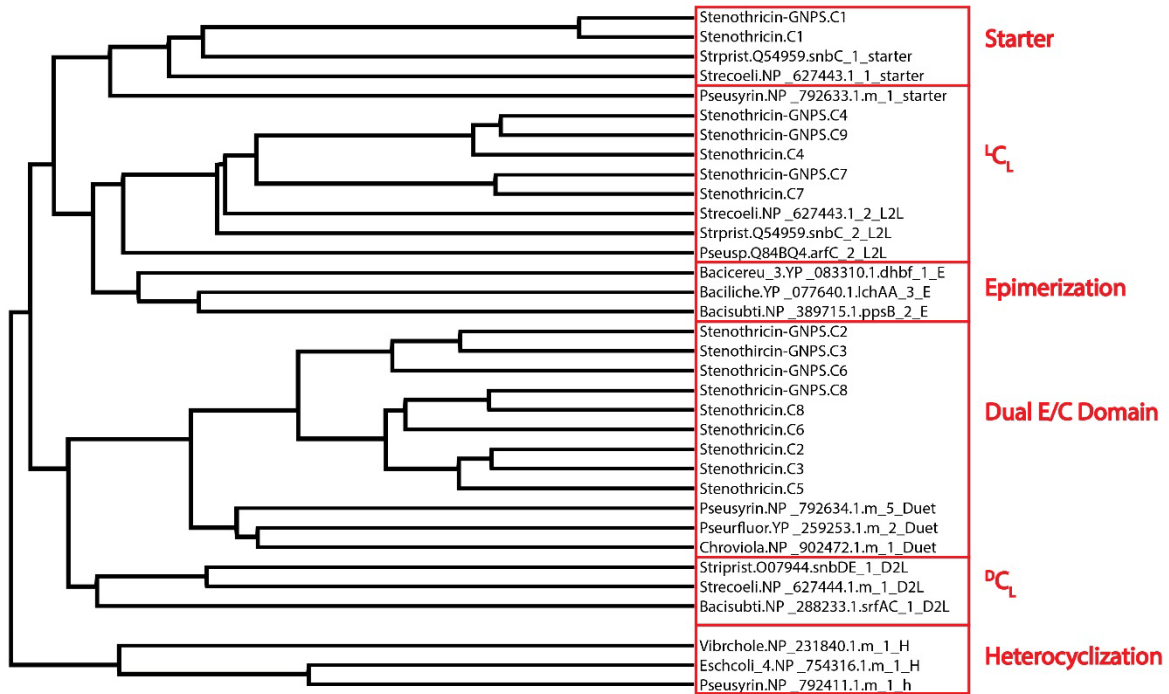 Stenothricin-GNPS.C1
Stenothricin.C1
Strprist.Q54959.snbC_1_starter
Strecoeli.NP _627443.1_1_starter
Starter
Pseusyrin.NP _792633.1.m_1_starter
Stenothricin-GNPS.C4
Stenothricin-GNPS.C9
Stenothricin.C4
Stenothricin-GNPS.C7
Stenothricin.C7
Strecoeli.NP _627443.1_2_L2L
Strprist.Q54959.snbC_2_L2L
Pseusp.Q84BQ4.arfC_2_L2L
LCL
Bacicereu_3.YP _083310.1.dhbf_1_E
Baciliche.YP _077640.1.lchAA_3_E
Bacisubti.NP _389715.1.ppsB_2_E
Epimerization
Stenothricin-GNPS.C2
Stenothircin-GNPS.C3
Stenothricin-GNPS.C6
Stenothricin-GNPS.C8
Stenothricin.C8
Stenothricin.C6
Stenothricin.C2
Stenothricin.C3
Stenothricin.C5
Pseusyrin.NP _792634.1.m_5_Duet
Pseurfluor.YP _259253.1.m_2_Duet
Chroviola.NP _902472.1.m_1_Duet
Dual E/C Domain
Striprist.O07944.snbDE_1_D2L
Strecoeli.NP _627444.1.m_1_D2L
Bacisubti.NP _288233.1.srfAC_1_D2L
DCL
Vibrchole.NP _231840.1.m_1_H
Eschcoli_4.NP _754316.1.m_1_H
Pseusyrin.NP _792411.1.m_1_h
Heterocyclization